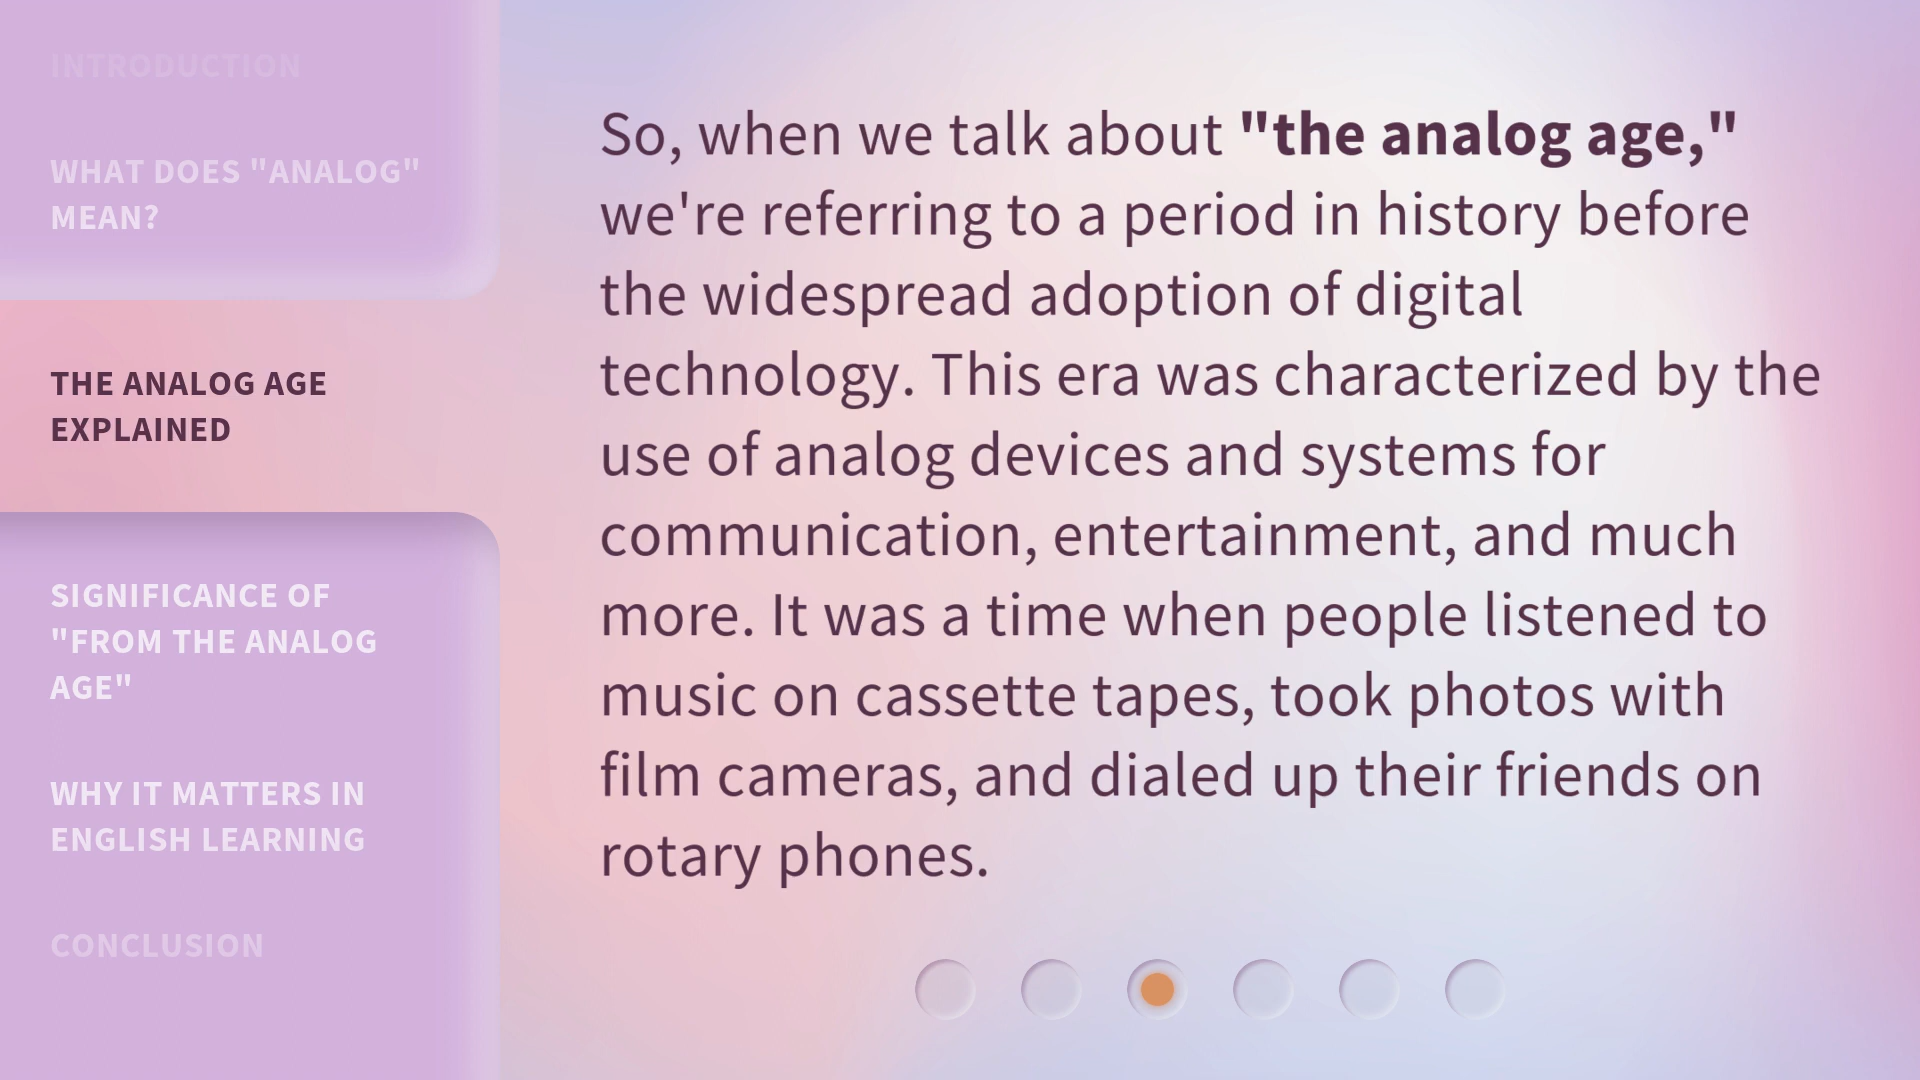 INTRODUCTION
WHAT DOES "ANALOG"
MEAN?
THE ANALOG AGE
EXPLAINED
SIGNIFICANCE OF
"FROM THE ANALOG
AGE"
WHY IT MATTERS IN
ENGLISH LEARNING
CONCLUSION
So, when we talk about "the analog age,"
we're referring to a period in history before
the widespread adoption of digital
technology. This era was characterized by the
use of analog devices and systems for
communication, entertainment, and much
more. It was a time when people listened to
music on cassette tapes, took photos with
film cameras, and dialed up their friends on
rotary phones.